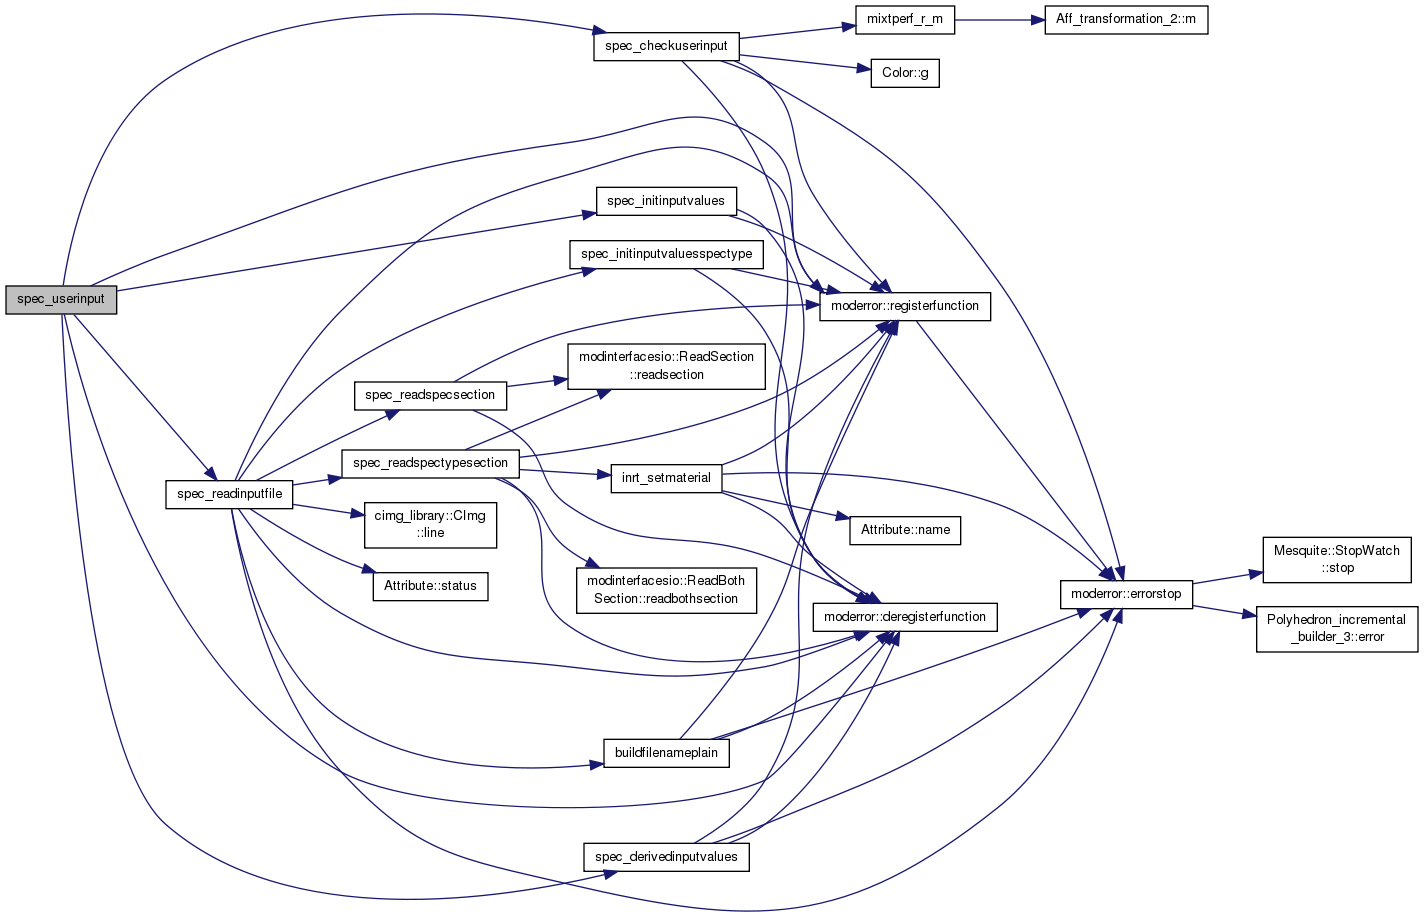 mixtperf_r_m
Aff_transformation_2::m
spec_checkuserinput
Color::g
spec_initinputvalues
spec_initinputvaluesspectype
spec_userinput
moderror::registerfunction
modinterfacesio::ReadSection
::readsection
spec_readspecsection
spec_readspectypesection
inrt_setmaterial
spec_readinputfile
cimg_library::CImg
::line
Attribute::name
Mesquite::StopWatch
::stop
Attribute::status
modinterfacesio::ReadBoth
Section::readbothsection
moderror::errorstop
moderror::deregisterfunction
Polyhedron_incremental
_builder_3::error
buildfilenameplain
spec_derivedinputvalues